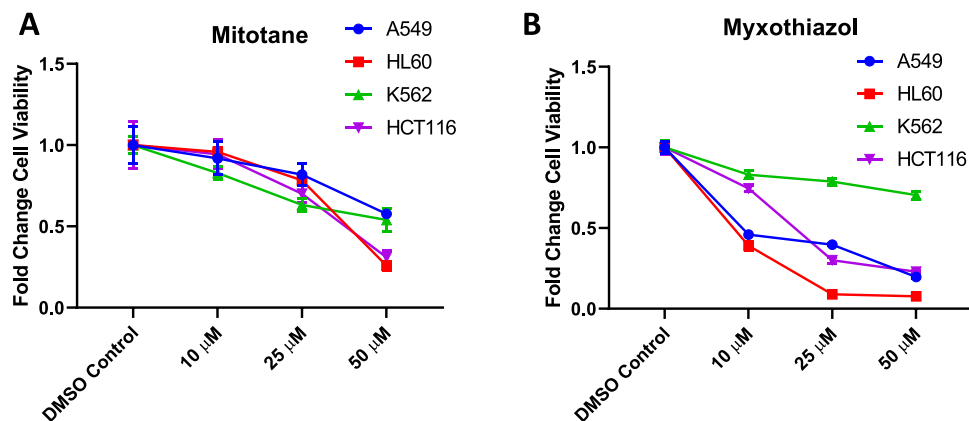 A
Mitotane
A549
HL60
K562
HCT116
Fold Change Cell Viability
1.5
1.0
0.5
0.0
DMSO Control
10 μM
25 μM
50 μM
B
Myxothiazol
A549
HL60
K562
HCT116
Fold Change Cell Viability
1.5
1.0
0.5
0.0
DMSO Control
10 μM
25 μM
50 μM